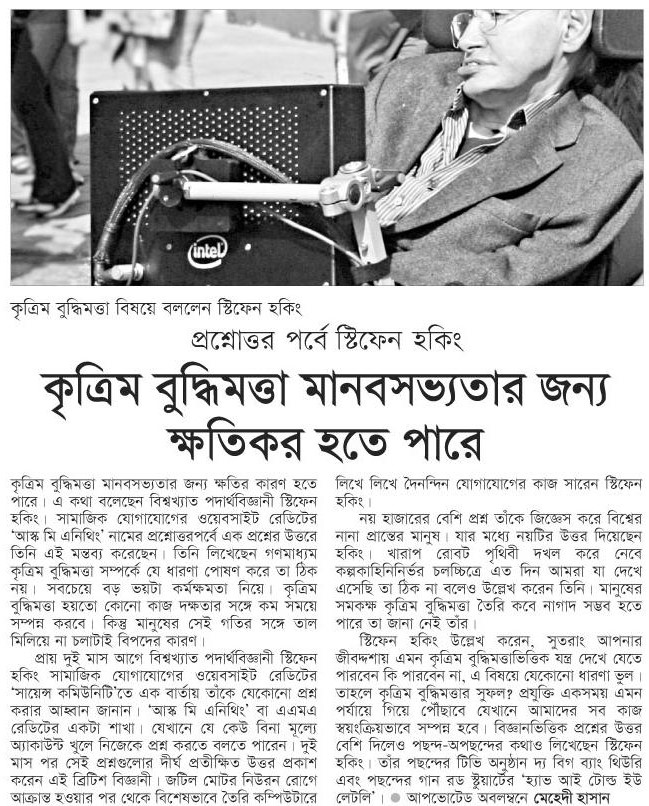 intel
কৃত্রিম বুদ্ধিমত্তা বিষয়ে বললেন স্টিফেন হকিং
প্রশ্নোত্তর পর্বে স্টিফেন হকিং
কৃত্রিম বুদ্ধিমত্তা মানবসভ্যতার জন্য
ক্ষতিকর হতে পারে
কৃত্রিম বুদ্ধিমত্তা মানবসভ্যতার জন্য ক্ষতির কারণ হতে
পারে। এ কথা বলেছেন বিশ্বখ্যাত পদার্থবিজ্ঞানী স্টিফেন
হকিং। সামাজিক যোগাযোগের ওয়েবসাইট রেডিটের
‘আস্ক মি এনিথিং’ নামের প্রশ্নোত্তরপর্বে এক প্রশ্নের উত্তরে
তিনি এই মন্তব্য করেছেন। তিনি লিখেছেন গণমাধ্যম
কৃত্রিম বুদ্ধিমত্তা সম্পর্কে যে ধারণা পোষণ করে তা ঠিক
নয়। সবচেয়ে বড় ভয়টা কর্মক্ষমতা নিয়ে। কৃত্রিম
বুদ্ধিমত্তা হয়তো কোনো কাজ দক্ষতার সঙ্গে কম সময়ে
সম্পন্ন করবে। কিন্তু মানুষের সেই গতির সঙ্গে তাল
মিলিয়ে না চলাটাই বিপদের কারণ।
প্রায় দুই মাস আগে বিশ্বখ্যাত পদার্থবিজ্ঞানী স্টিফেন
হকিং সামাজিক যোগাযোগের ওয়েবসাইট রেডিটের
‘সায়েন্স কমিউনিটি’তে এক বার্তায় তাঁকে যেকোনো প্রশ্ন
করার আহ্বান জানান। ‘আস্ক মি এনিথিং’ বা এএমএ
রেডিটের একটা শাখা। যেখানে যে কেউ বিনা মূল্যে
অ্যাকাউন্ট খুলে নিজেকে প্রশ্ন করতে বলতে পারেন। দুই
মাস পর সেই প্রশ্নগুলোর দীর্ঘ প্রতীক্ষিত উত্তর প্রকাশ
করেন এই ব্রিটিশ বিজ্ঞানী। জটিল মোটর নিউরন রোগে
আক্রান্ত হওয়ার পর থেকে বিশেষভাবে তৈরি কম্পিউটারে
লিখে লিখে দৈনন্দিন যোগাযোগের কাজ সারেন স্টিফেন
হকিং।
নয় হাজারের বেশি প্রশ্ন তাঁকে জিজ্ঞেস করে বিশ্বের
নানা প্রান্তের মানুষ। যার মধ্যে নয়টির উত্তর দিয়েছেন
হকিং। খারাপ রোবট পৃথিবী দখল করে নেবে
কল্পকাহিনিনির্ভর চলচ্চিত্রে এত দিন আমরা যা দেখে
এসেছি তা ঠিক না বলেও উল্লেখ করেন তিনি। মানুষের
সমকক্ষ কৃত্রিম বুদ্ধিমত্তা তৈরি কবে নাগাদ সম্ভব হতে
পারে তা জানা নেই তাঁর।
স্টিফেন হকিং উল্লেখ করেন, সুতরাং আপনার
জীবদ্দশায় এমন কৃত্রিম বুদ্ধিমত্তাভিত্তিক যন্ত্র দেখে যেতে
পারবেন কি পারবেন না, এ বিষয়ে যেকোনো ধারণা ভুল।
তাহলে কৃত্রিম বুদ্ধিমত্তার সুফল? প্রযুক্তি একসময় এমন
পর্যায়ে গিয়ে পৌঁছাবে যেখানে আমাদের সব কাজ
স্বয়ংক্রিয়ভাবে সম্পন্ন হবে। বিজ্ঞানভিত্তিক প্রশ্নের উত্তর
বেশি দিলেও পছন্দ-অপছন্দের কথাও লিখেছেন স্টিফেন
হকিং। তাঁর পছন্দের টিভি অনুষ্ঠান দ্য বিগ ব্যাং থিওরি
এবং পছন্দের গান রড স্টুয়ার্টের ‘হ্যাভ আই টোল্ড ইউ
লেটলি’। ● আপভোটেড অবলম্বনে মেহেদী হাসান